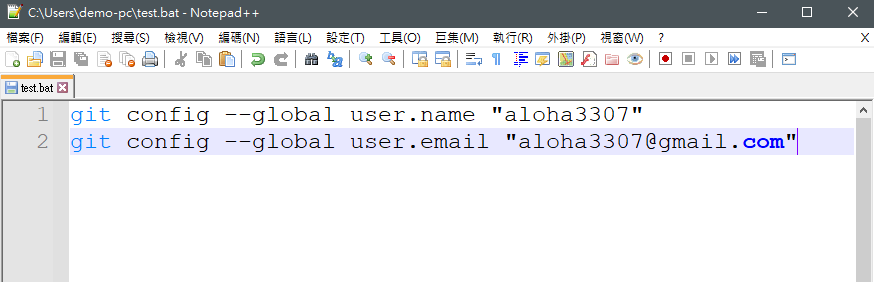 C:\Users\demo-pc\test.bat - Notepad++
檔案(F) 編輯(E) 搜尋(S) 檢視(V) 編碼(N) 語言(L) 設定(T) 工具(O) 巨集(M) 執行(R) 外掛(P) 視窗(W) ? X
test.bat
1 git config --global user.name "aloha3307"
2 git config --global user.email "aloha3307@gmail.com"